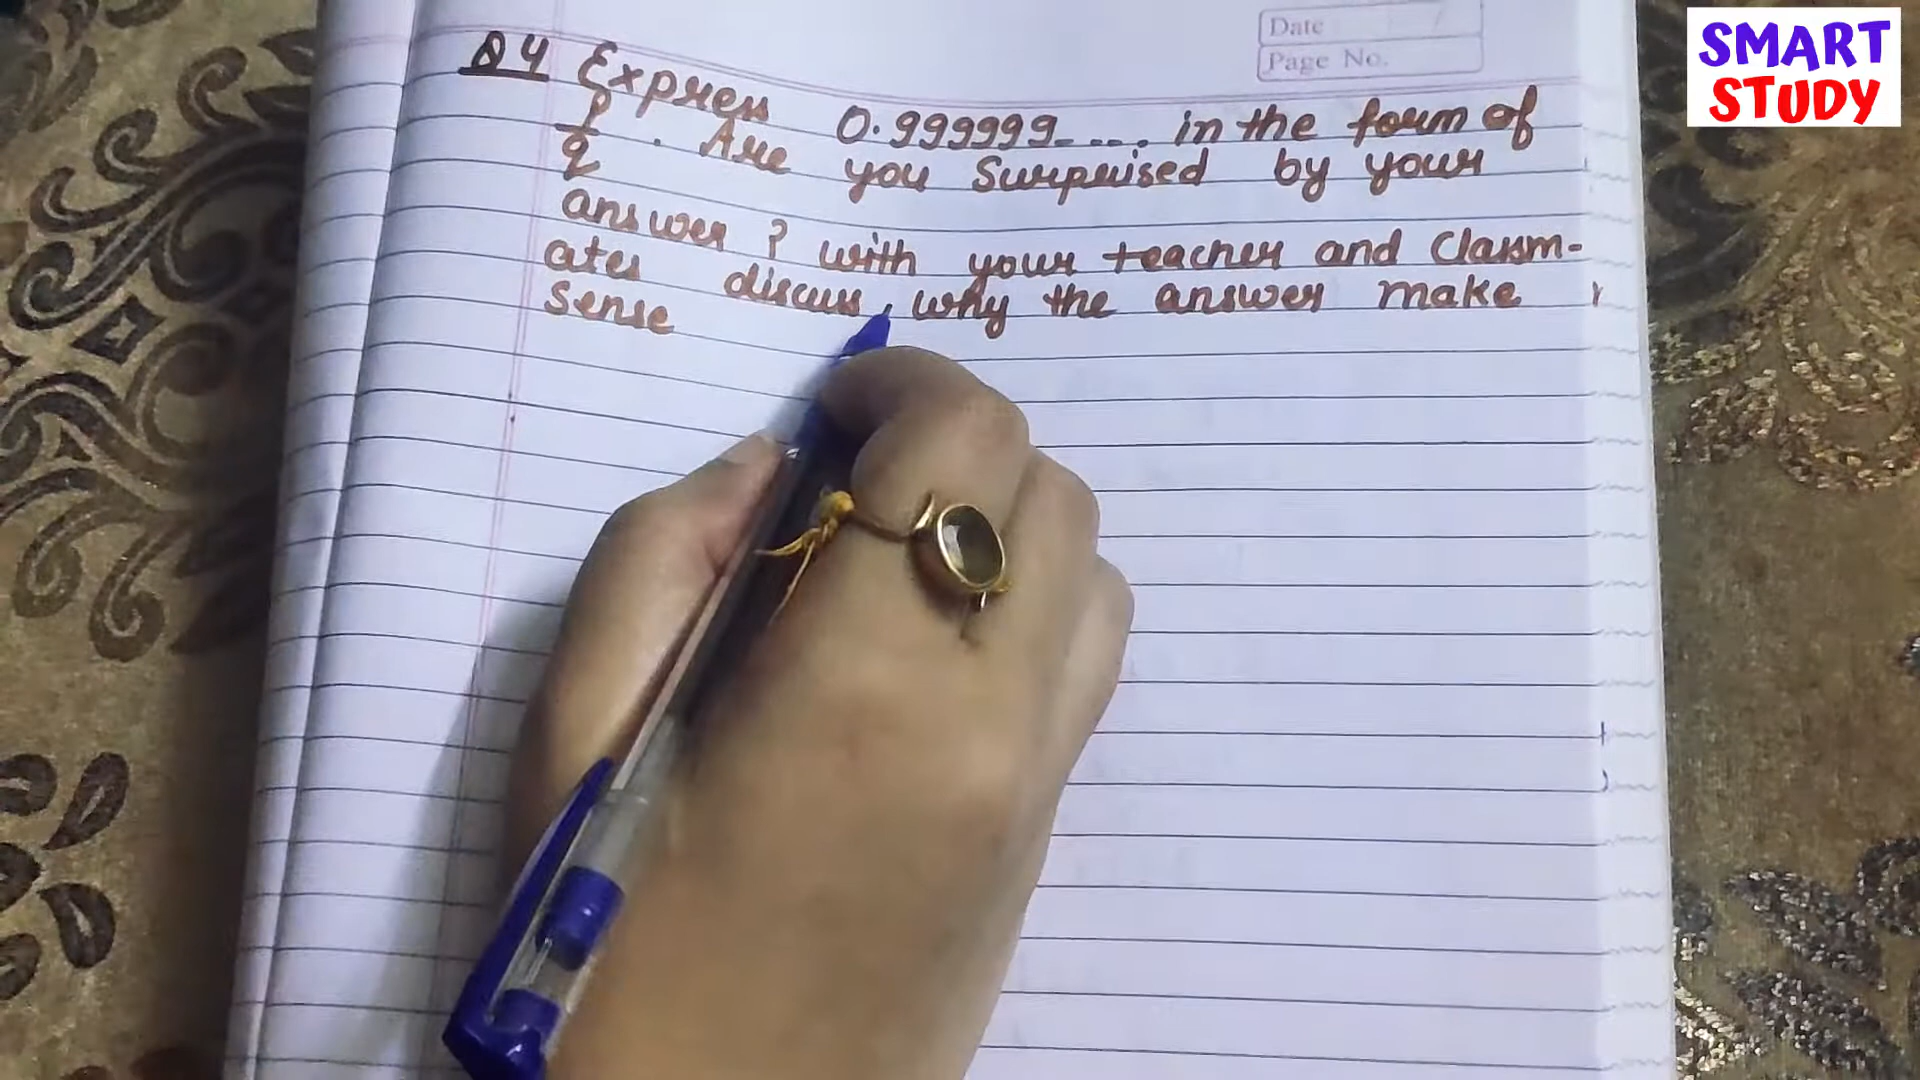 Date
Page No.
SMART
STUDY
Q4 Express 0.999999..... in the form of
p/q . Are you Surprised by your
answer ? with your teacher and Classm-
ates discuss, why the answer make
Sense